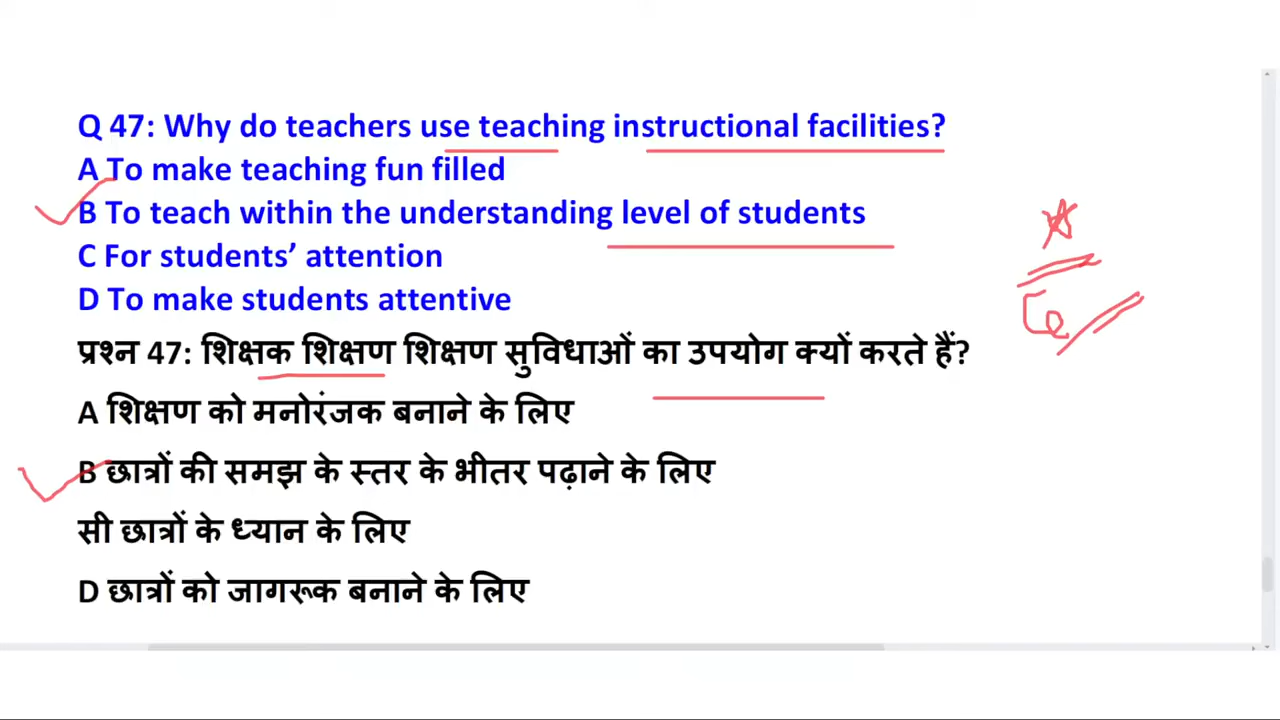 Q 47: Why do teachers use teaching instructional facilities?
A To make teaching fun filled
B To teach within the understanding level of students
C For students’ attention
D To make students attentive
प्रश्न 47: शिक्षक शिक्षण शिक्षण सुविधाओं का उपयोग क्यों करते हैं?
A शिक्षण को मनोरंजक बनाने के लिए
B छात्रों की समझ के स्तर के भीतर पढ़ाने के लिए
सी छात्रों के ध्यान के लिए
D छात्रों को जागरूक बनाने के लिए